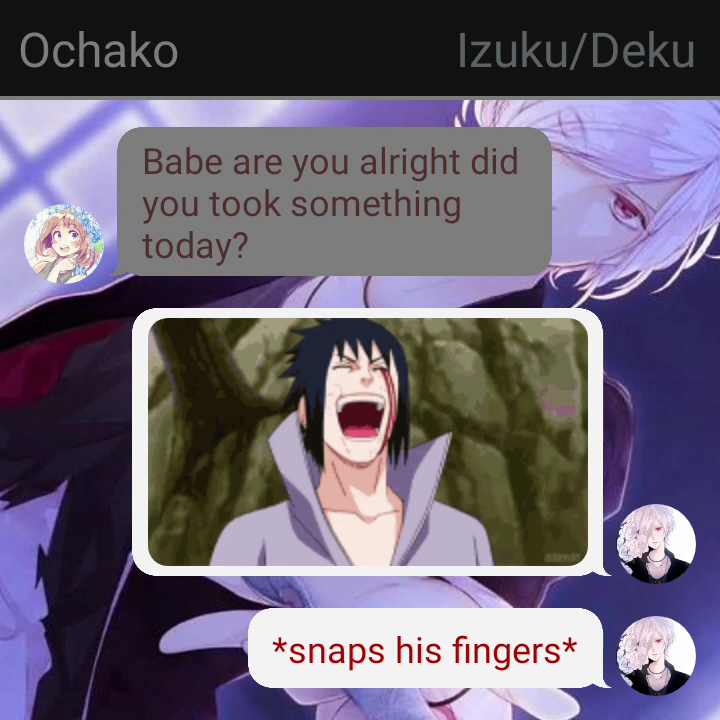 Ochako
Izuku/Deku
Babe are you alright did
you took something
today?
*snaps his fingers*